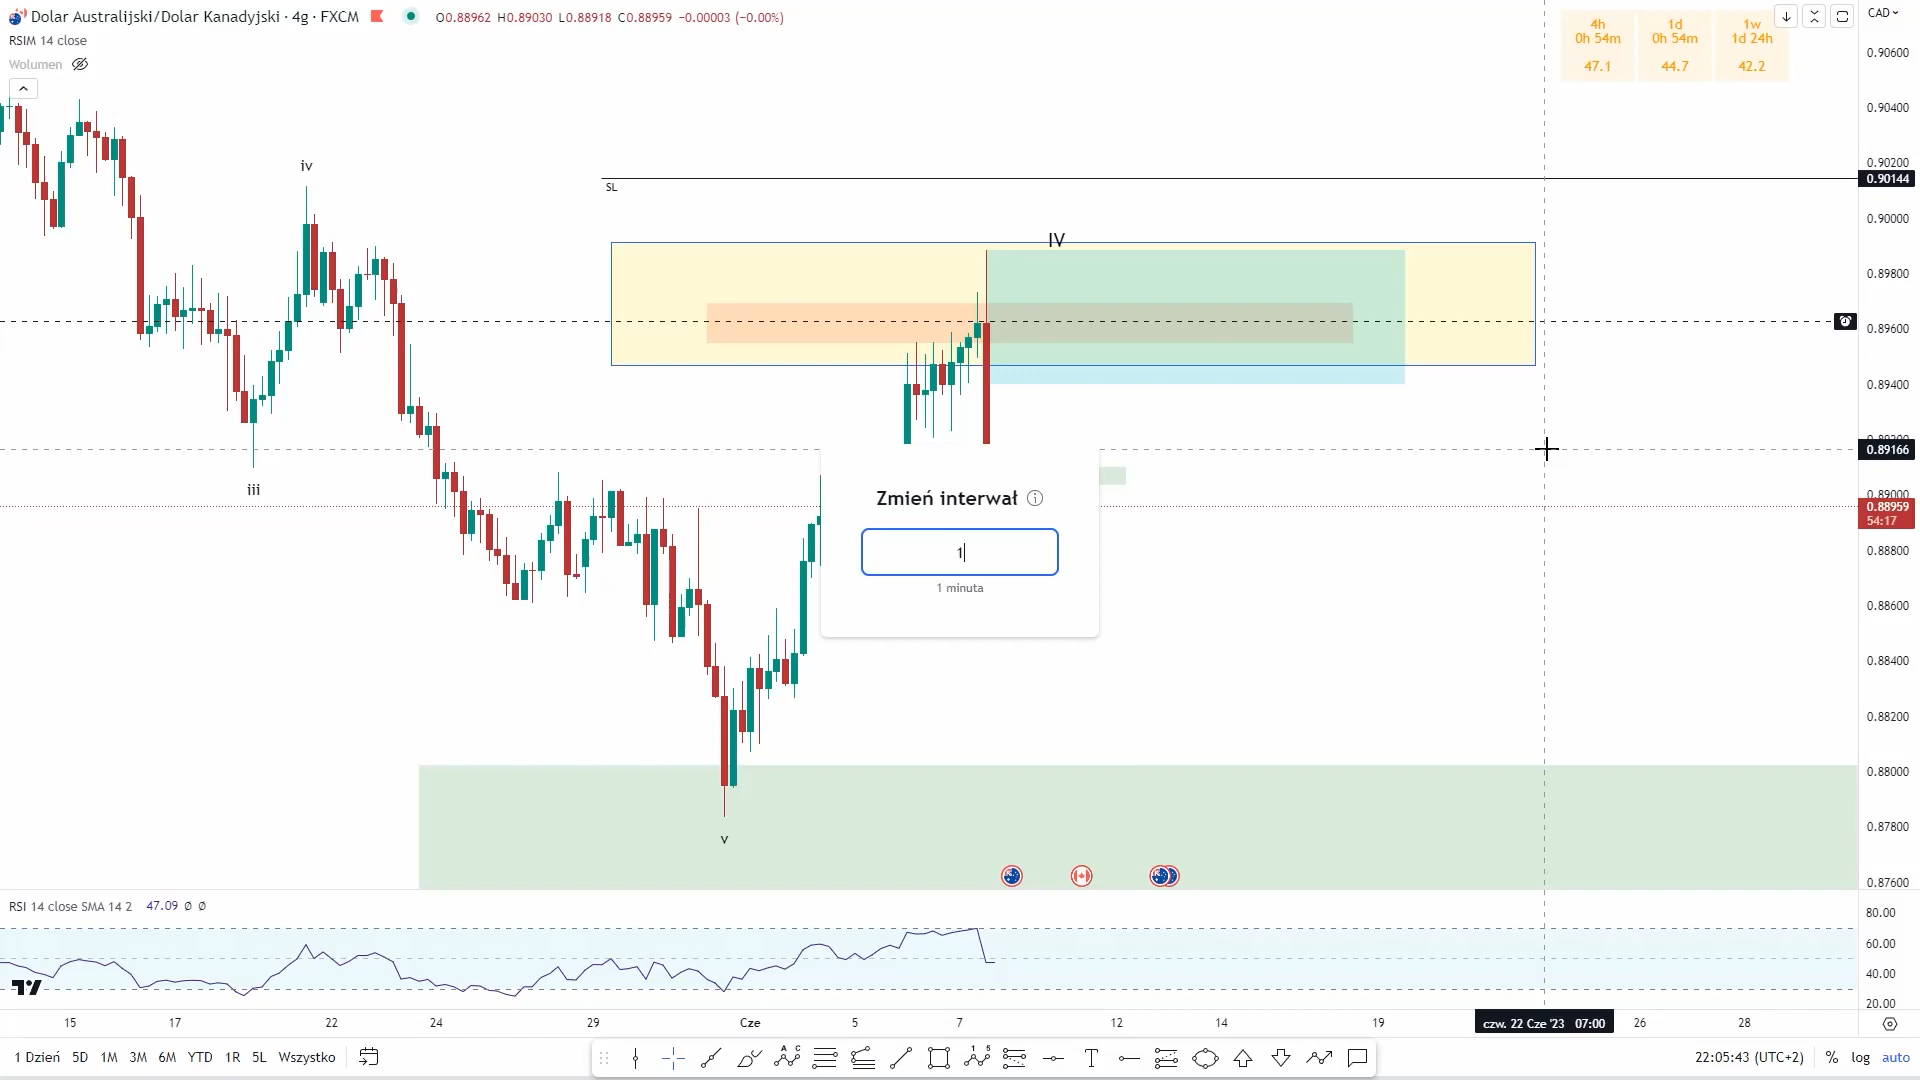 Dolar Australijski/Dolar Kanadyjski · 4g · FXCM O0.88962 H0.89030 L0.88918 C0.88959 −0.00003 (−0.00%)
RSIM 14 close
Wolumen
4h 1d 1w
0h 54m 0h 54m 1d 24h
47.1 44.7 42.2
CAD
0.90600
0.90400
0.90200
0.90144
0.90000
0.89800
0.89600
0.89400
0.89166
0.89000
0.88959
54:17
0.88800
0.88600
0.88400
0.88200
0.88000
0.87800
0.87600
iv
SL
IV
iii
v
Zmień interwał
1
1 minuta
RSI 14 close SMA 14 2 47.09 ∅ ∅
80.00
60.00
40.00
20.00
15 17 22 24 29 Cze 5 7 12 14 19 czw. 22 Cze '23 07:00 26 28
1 Dzień 5D 1M 3M 6M YTD 1R 5L Wszystko
22:05:43 (UTC+2) % log auto